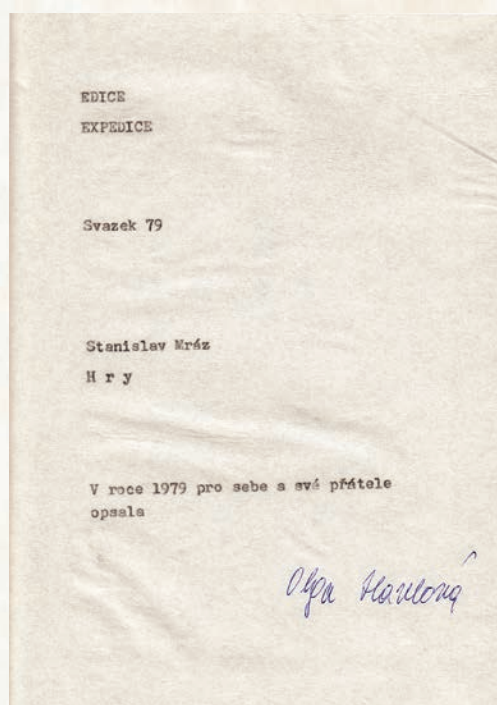 EDICE
EXPEDICE
Svazek 79
Stanislav Mráz
H r y
V roce 1979 pro sebe a své přátele
opsala
Olga Havlová